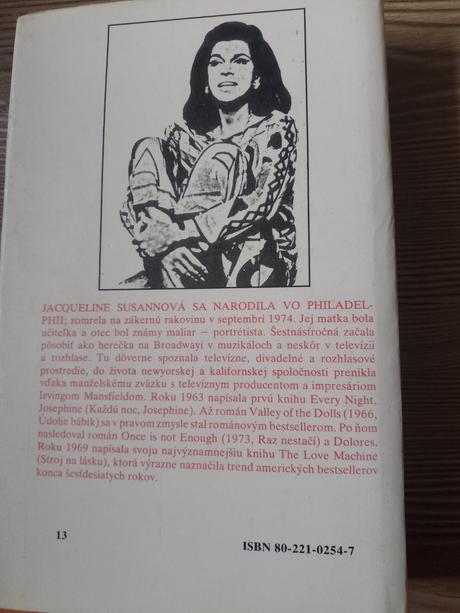 JACQUELINE SUSANNOVÁ SA NARODILA VO PHILADEL-
PHII; zomrela na zákernú rakovinu v septembri 1974. Jej matka bola
učiteľka a otec bol známy maliar — portrétista. Šestnásťročná začala
pôsobiť ako herečka na Broadwayi v muzikáloch a neskôr v televízii
a rozhlase. Tu dôverne spoznala televízne, divadelné a rozhlasové
prostredie, do života newyorskej a kalifornskej spoločnosti prenikla
vďaka manželskému zväzku s televíznym producentom a impresáriom
Irvingom Mansfieldom. Roku 1963 napísala prvú knihu Every Night,
Josephine (Každú noc, Josephine). Až román Valley of the Dolls (1966,
Údolie bábik) sa v pravom zmysle stal románovým bestsellerom. Po ňom
nasledoval román Once is not Enough (1973, Raz nestačí) a Dolores.
Roku 1969 napísala svoju najvýznamnejšiu knihu The Love Machine
(Stroj na lásku), ktorá výrazne naznačila trend amerických bestsellerov
konca šesťdesiatych rokov.
13
ISBN 80-221-0254-7